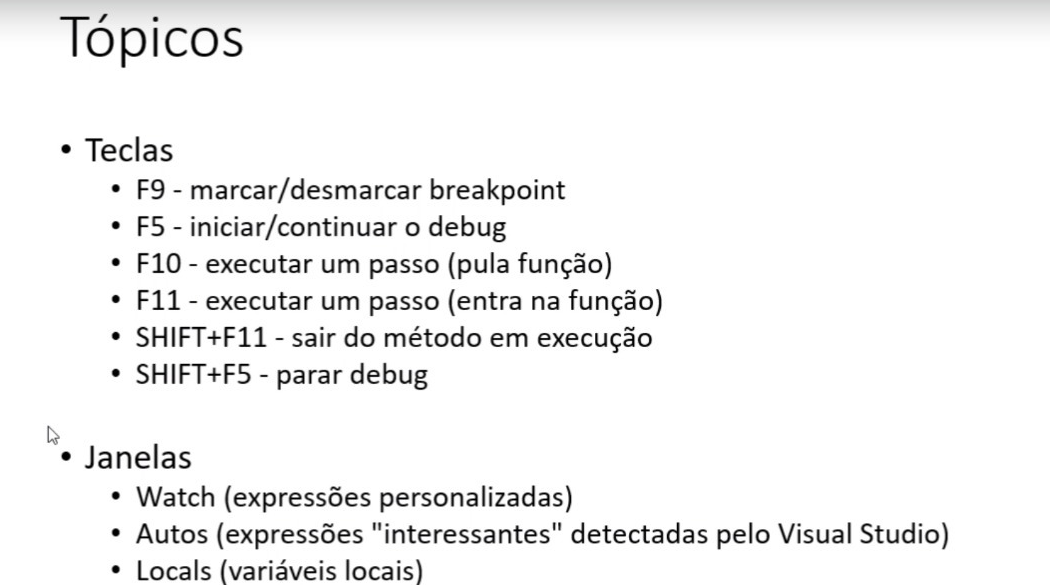 Tópicos
• Teclas
• F9 - marcar/desmarcar breakpoint
• F5 - iniciar/continuar o debug
• F10 - executar um passo (pula função)
• F11 - executar um passo (entra na função)
• SHIFT+F11 - sair do método em execução
• SHIFT+F5 - parar debug
• Janelas
• Watch (expressões personalizadas)
• Autos (expressões "interessantes" detectadas pelo Visual Studio)
• Locals (variáveis locais)